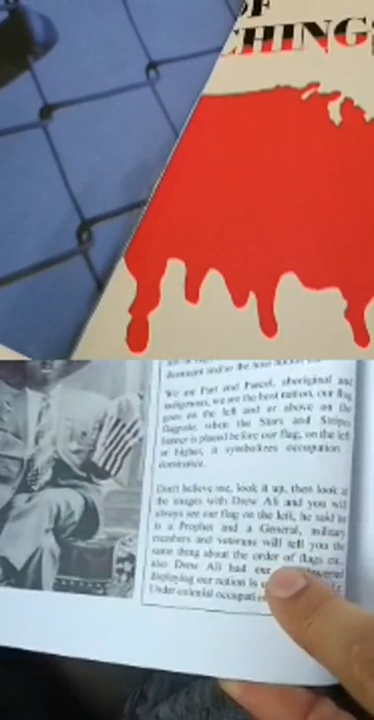 OF
CHINGS
dominant and/or the host nation
We are Part and Parcel, aboriginal and
indigenous, we are the host nation, our flag
goes on the left and or above on the
flagpole, when the Stars and Stripes
banner is placed before our flag, on the left
or higher, it symbolizes occupation
dominance.
Don't believe me, look it up, then look at
the images with Drew Ali and you will
always see our flag on the left, he said he
is a Prophet and a General, military
members and veterans will tell you the
same thing about the order of flags
also Drew Ali had our
displaying our nation is
Under colonial